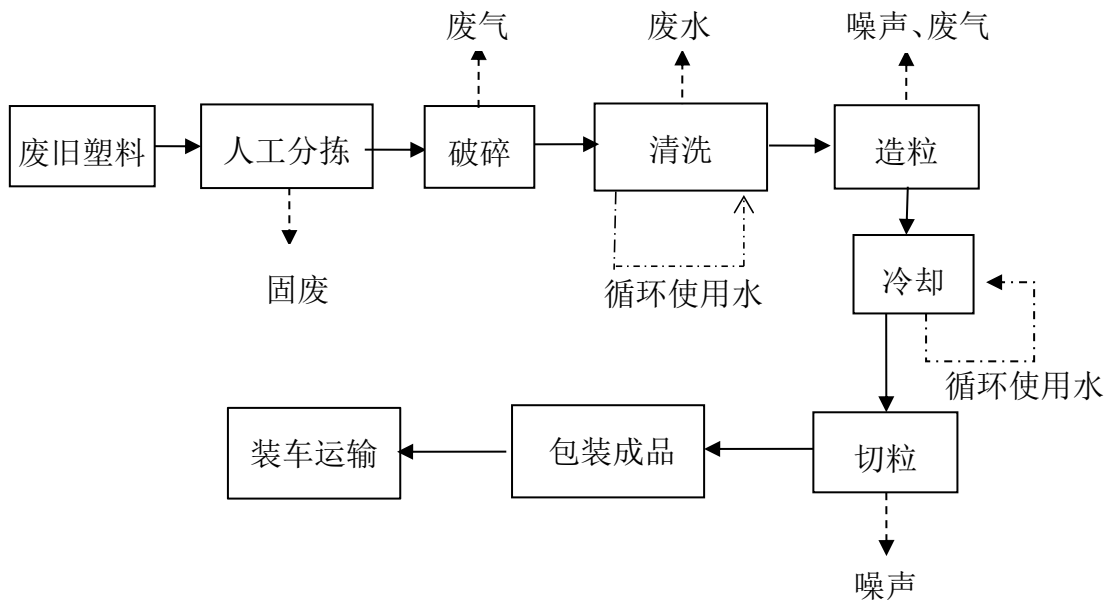 废气
废水
噪声、废气
废旧塑料
人工分拣
破碎
清洗
造粒
固废
循环使用水
冷却
循环使用水
装车运输
包装成品
切粒
噪声